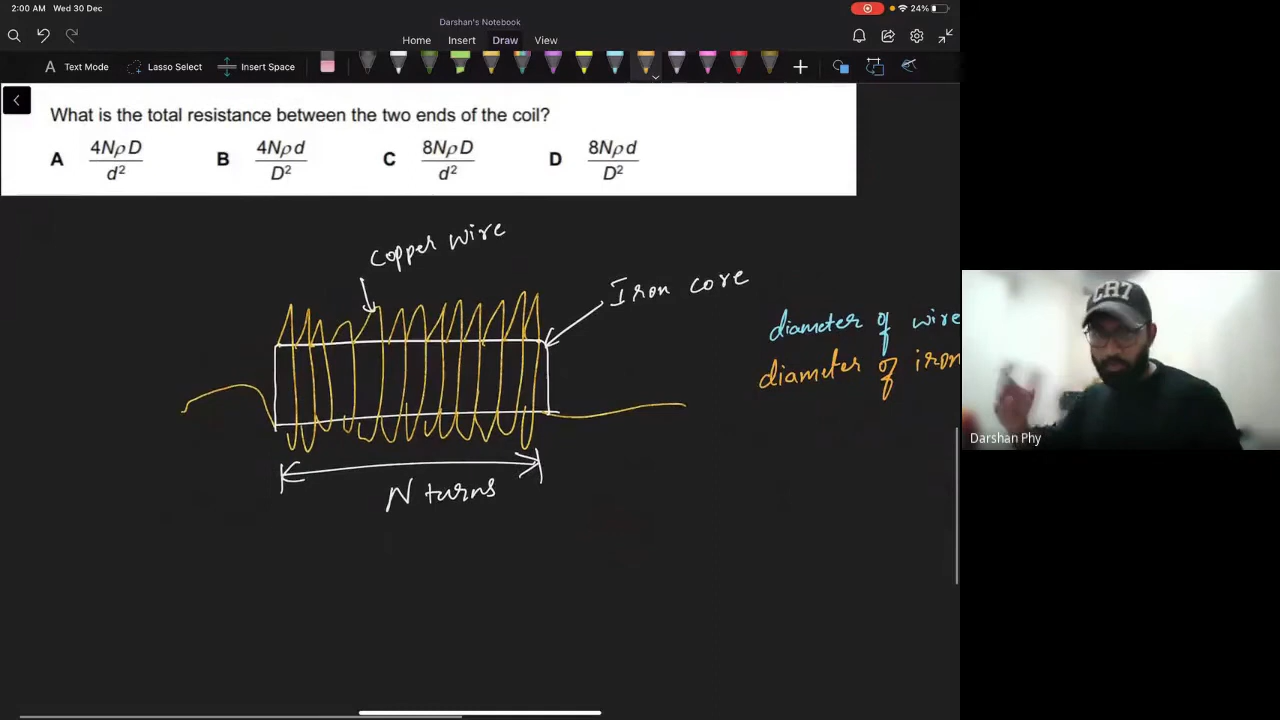 2:00 AM Wed 30 Dec
24%
Darshan's Notebook
Home Insert Draw View
A Text Mode Lasso Select Insert Space
What is the total resistance between the two ends of the coil?
A 4NρD/d² B 4Nρd/D² C 8NρD/d² D 8Nρd/D²
Copper wire
Iron core
diameter of wire
diameter of iron
N turns
CR7
Darshan Phy